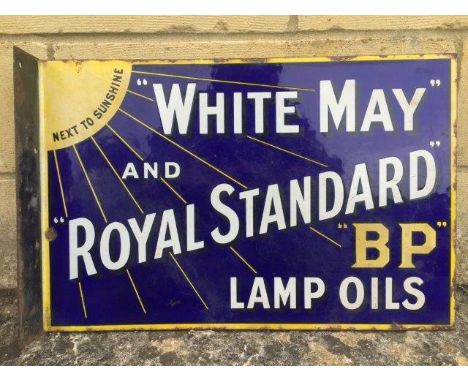 NEXT TO SUNSHINE
"WHITE MAY"
AND
"ROYAL STANDARD"
"BP"
LAMP OILS